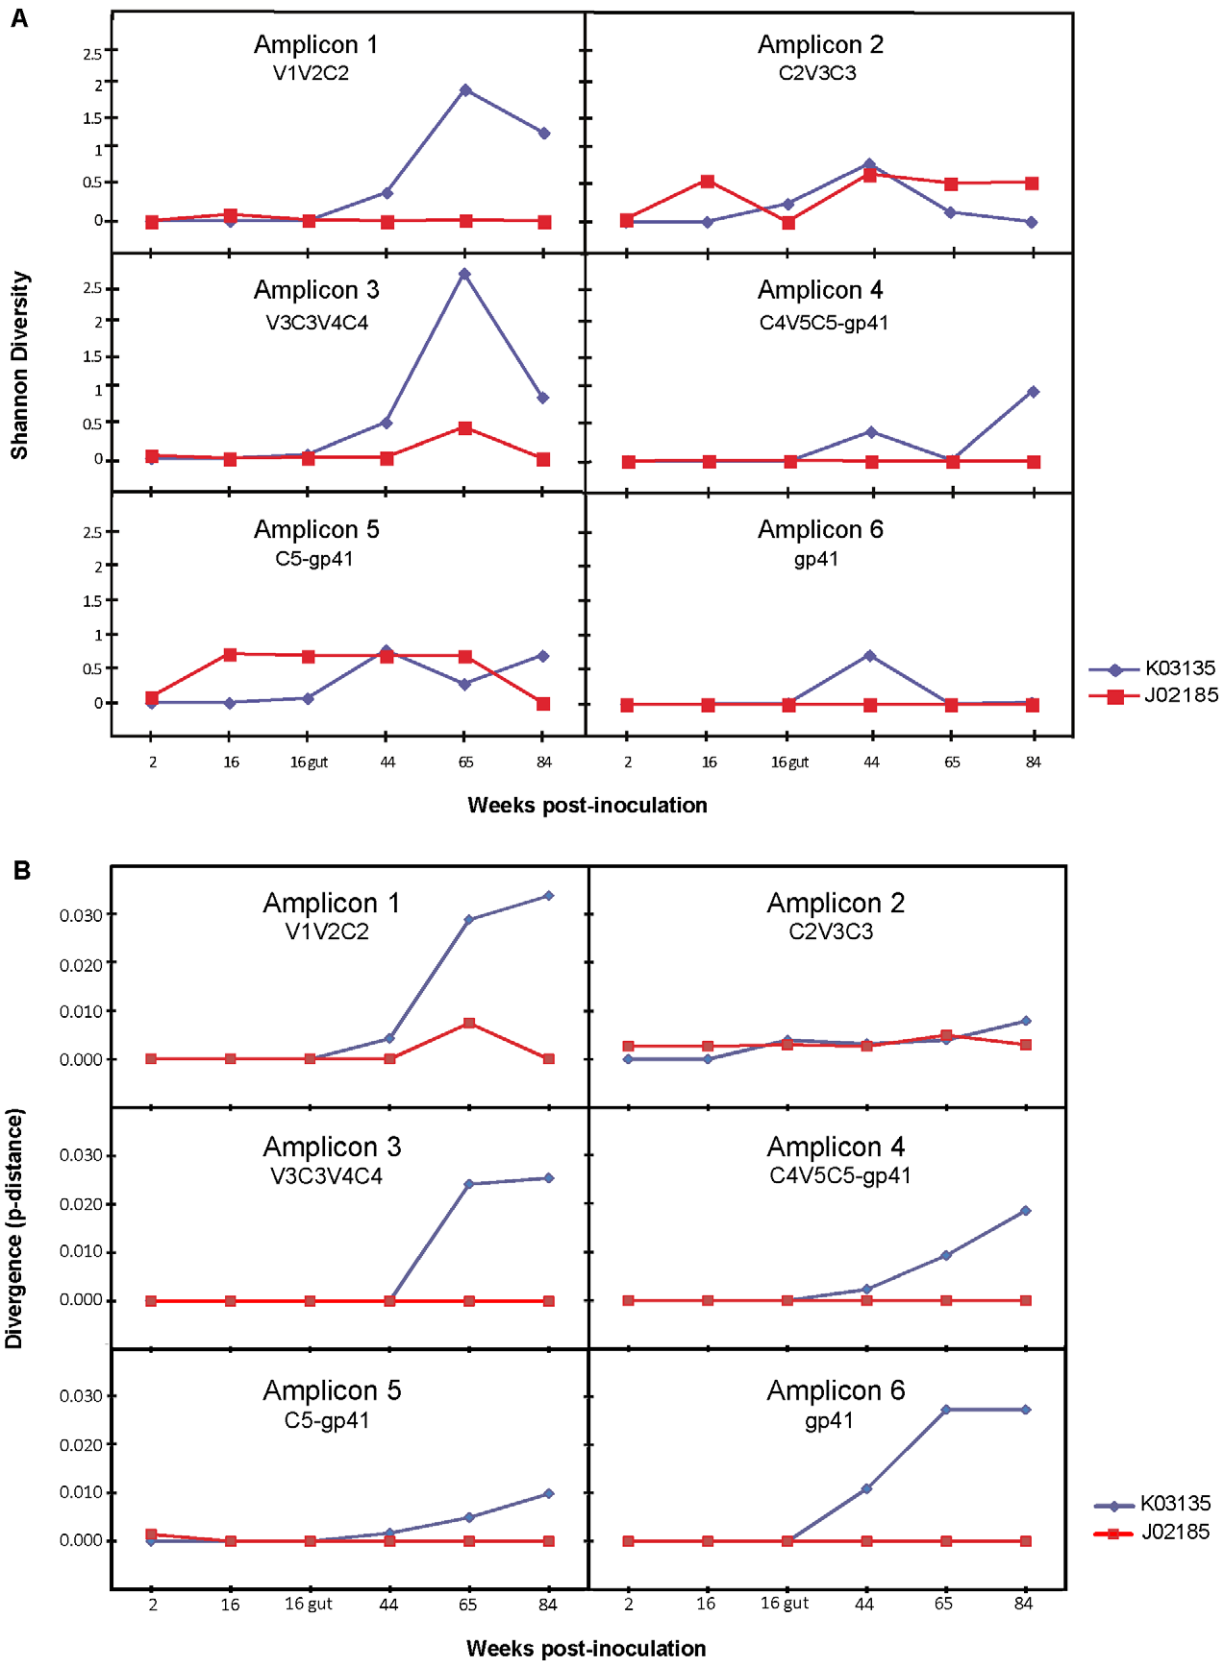 A
Amplicon 1
V1V2C2
2.5
2
1.5
1
0.5
0
Amplicon 2
C2V3C3
Shannon Diversity
Amplicon 3
V3C3V4C4
2.5
2
1.5
1
0.5
0
Amplicon 4
C4V5C5-gp41
Amplicon 5
C5-gp41
2.5
2
1.5
1
0.5
0
Amplicon 6
gp41
K03135
J02185
2 16 16 gut 44 65 84
2 16 16 gut 44 65 84
Weeks post-inoculation
B
Amplicon 1
V1V2C2
0.030
0.020
0.010
0.000
Amplicon 2
C2V3C3
Divergence (p-distance)
Amplicon 3
V3C3V4C4
0.030
0.020
0.010
0.000
Amplicon 4
C4V5C5-gp41
Amplicon 5
C5-gp41
0.030
0.020
0.010
0.000
Amplicon 6
gp41
K03135
J02185
2 16 16 gut 44 65 84
2 16 16 gut 44 65 84
Weeks post-inoculation